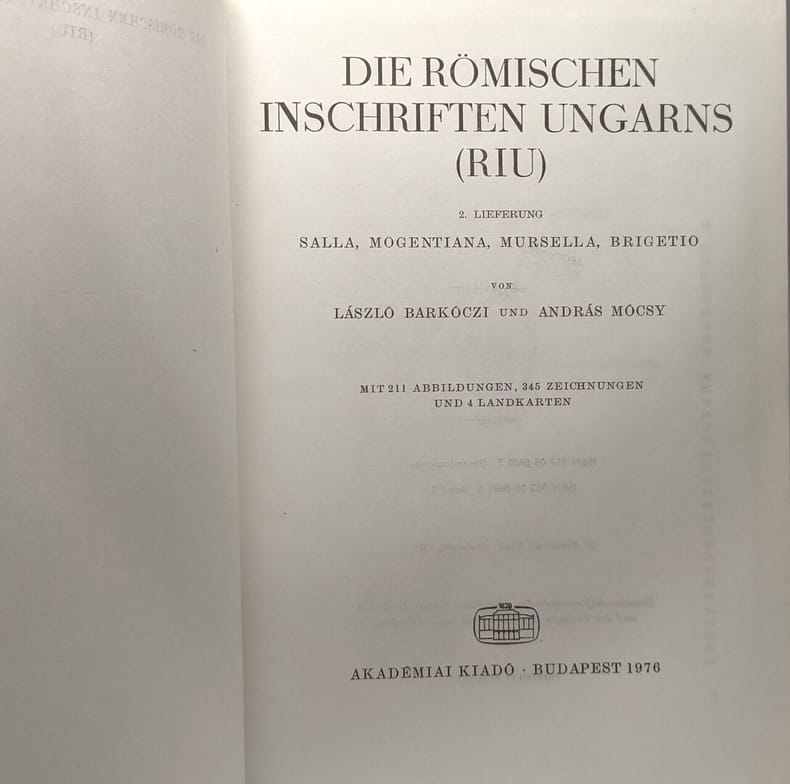 DIE RÖMISCHEN
INSCHRIFTEN UNGARNS
(RIU)
2. LIEFERUNG
SALLA, MOGENTIANA, MURSELLA, BRIGETIO
VON
LÁSZLÓ BARKÓCZI UND ANDRÁS MÓCSY
MIT 211 ABBILDUNGEN, 345 ZEICHNUNGEN
UND 4 LANDKARTEN
1828
AKADÉMIAI KIADÓ · BUDAPEST 1976